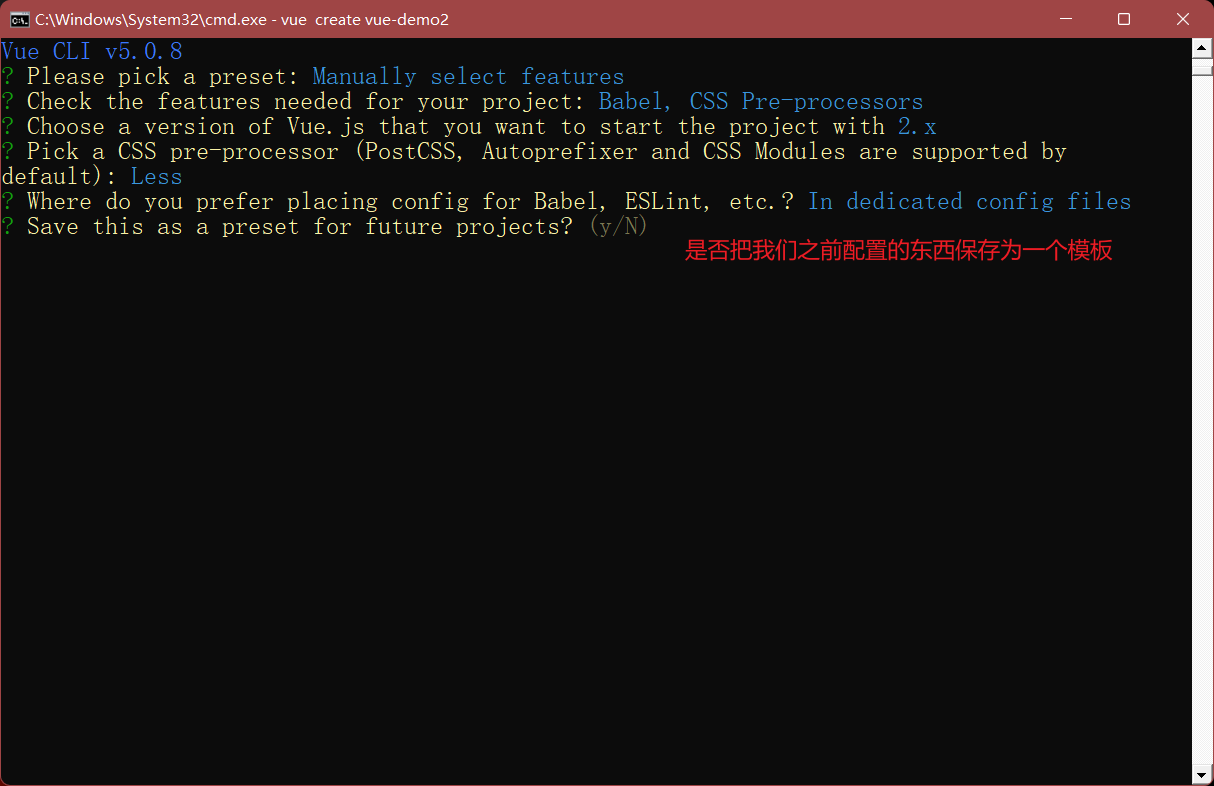 C:\Windows\System32\cmd.exe - vue  create vue-demo2
Vue CLI v5.0.8
? Please pick a preset: Manually select features
? Check the features needed for your project: Babel, CSS Pre-processors
? Choose a version of Vue.js that you want to start the project with 2.x
? Pick a CSS pre-processor (PostCSS, Autoprefixer and CSS Modules are supported by
default): Less
? Where do you prefer placing config for Babel, ESLint, etc.? In dedicated config files
? Save this as a preset for future projects? (y/N)
是否把我们之前配置的东西保存为一个模板